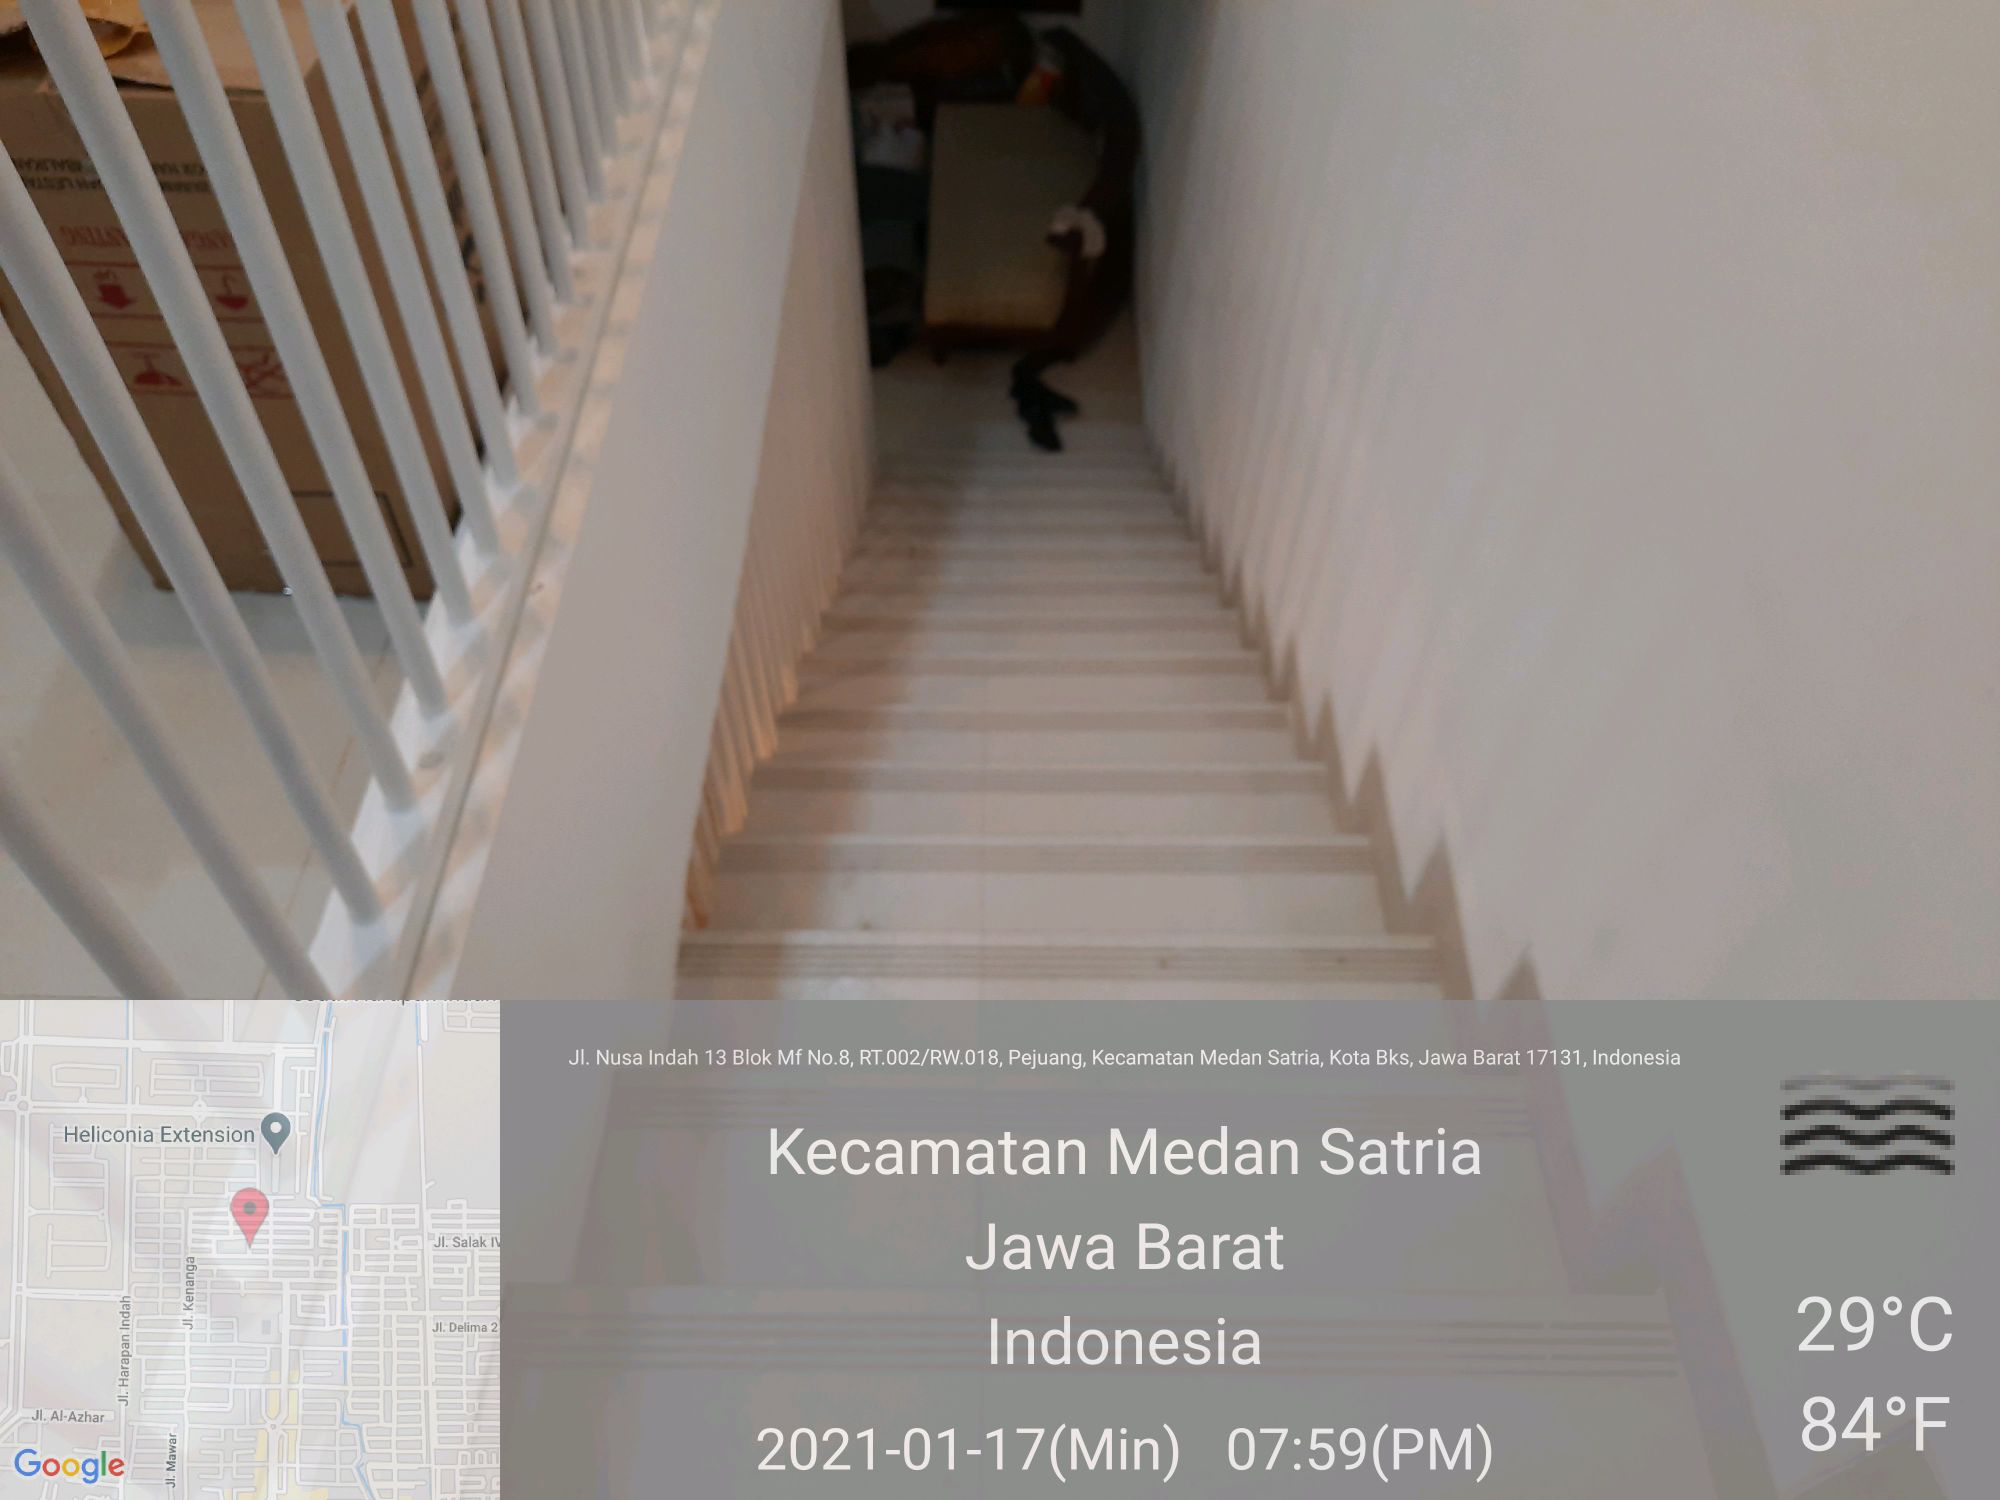 Jl. Nusa Indah 13 Blok Mf No.8, RT.002/RW.018, Pejuang, Kecamatan Medan Satria, Kota Bks, Jawa Barat 17131, Indonesia
Kecamatan Medan Satria
Jawa Barat
Indonesia
2021-01-17(Min) 07:59(PM)
29°C
84°F
Heliconia Extension
Jl. Salak IV
Jl. Kenanga
Jl. Harapan Indah
Jl. Delima 2
Jl. Al-Azhar
Jl. Mawar
Google